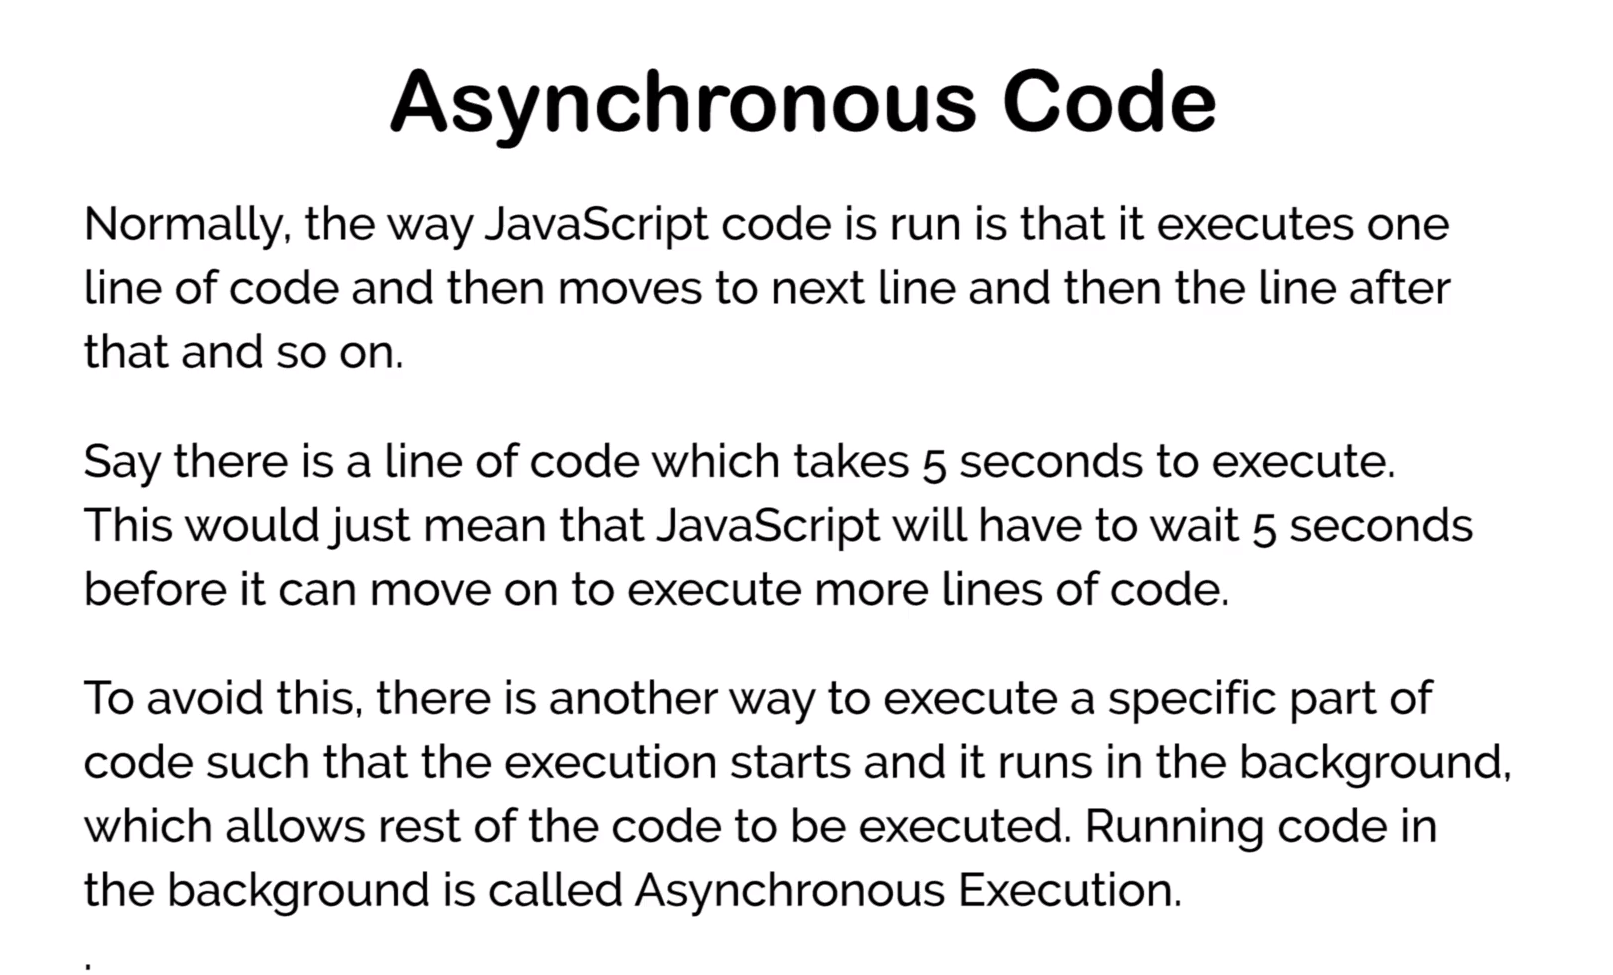 Asynchronous Code
Normally, the way JavaScript code is run is that it executes one
line of code and then moves to next line and then the line after
that and so on.
Say there is a line of code which takes 5 seconds to execute.
This would just mean that JavaScript will have to wait 5 seconds
before it can move on to execute more lines of code.
To avoid this, there is another way to execute a specific part of
code such that the execution starts and it runs in the background,
which allows rest of the code to be executed. Running code in
the background is called Asynchronous Execution.
.